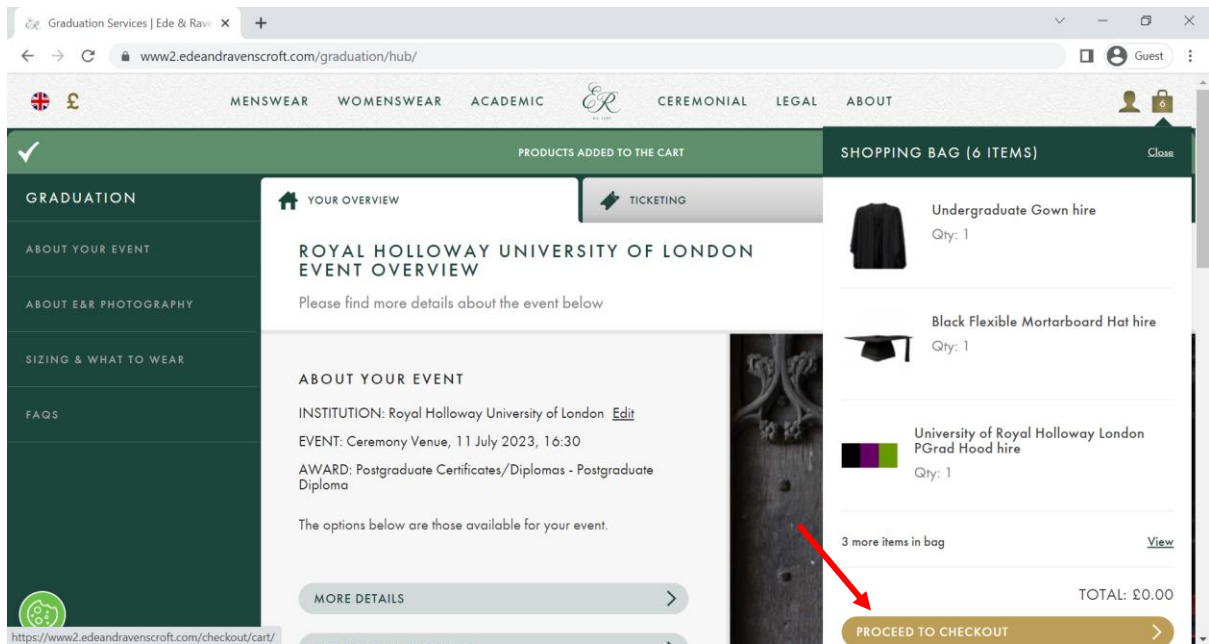 Graduation Services | Ede & Rave
www2.edeandravenscroft.com/graduation/hub/
Guest
£
MENSWEAR WOMENSWEAR ACADEMIC ER CEREMONIAL LEGAL ABOUT
6
PRODUCTS ADDED TO THE CART
SHOPPING BAG (6 ITEMS) Close
GRADUATION
ABOUT YOUR EVENT
ABOUT E&R PHOTOGRAPHY
SIZING & WHAT TO WEAR
FAQS
YOUR OVERVIEW
TICKETING
ROYAL HOLLOWAY UNIVERSITY OF LONDON
EVENT OVERVIEW
Please find more details about the event below
ABOUT YOUR EVENT
INSTITUTION: Royal Holloway University of London Edit
EVENT: Ceremony Venue, 11 July 2023, 16:30
AWARD: Postgraduate Certificates/Diplomas - Postgraduate
Diploma
The options below are those available for your event.
MORE DETAILS
Undergraduate Gown hire
Qty: 1
Black Flexible Mortarboard Hat hire
Qty: 1
University of Royal Holloway London
PGrad Hood hire
Qty: 1
3 more items in bag View
TOTAL: £0.00
PROCEED TO CHECKOUT
https://www2.edeandravenscroft.com/checkout/cart/